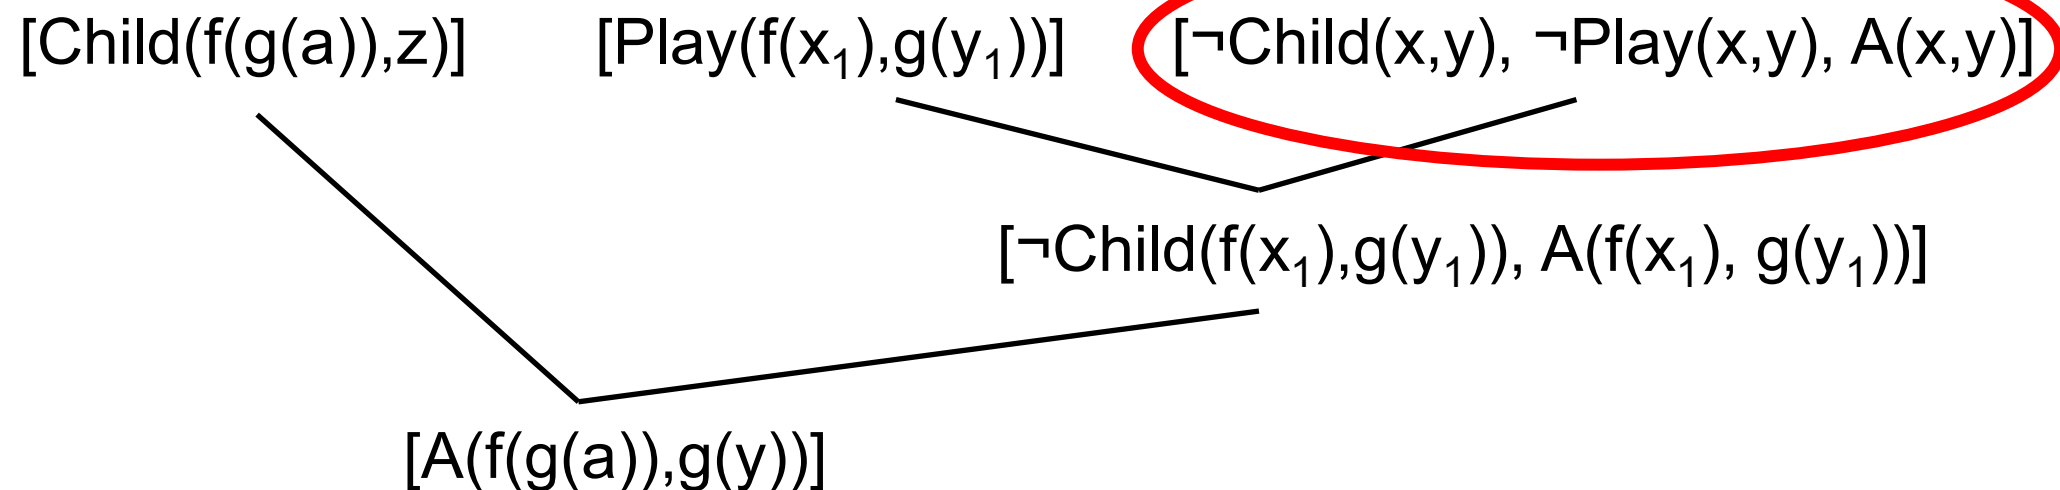 [Child(f(g(a)),z)] [Play(f(x₁),g(y₁))] [¬Child(x,y), ¬Play(x,y), A(x,y)]
[¬Child(f(x₁),g(y₁)), A(f(x₁), g(y₁))]
[A(f(g(a)),g(y))]